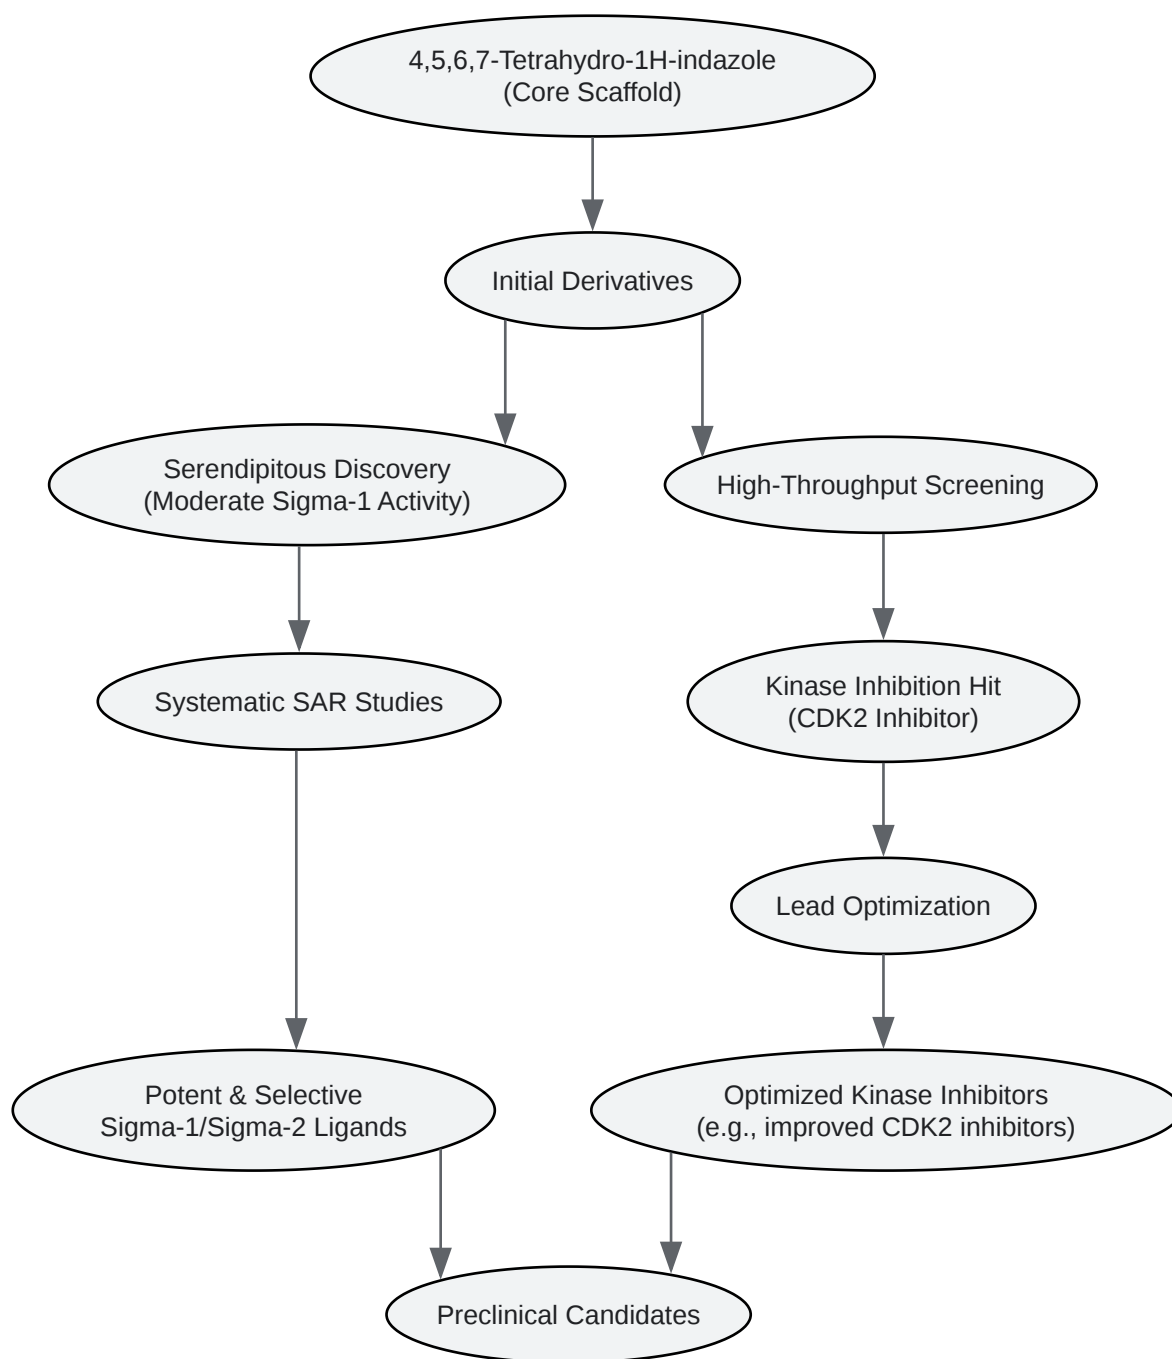 4,5,6,7-Tetrahydro-1H-indazole
(Core Scaffold)
Initial Derivatives
Serendipitous Discovery
(Moderate Sigma-1 Activity)
High-Throughput Screening
Systematic SAR Studies
Kinase Inhibition Hit
(CDK2 Inhibitor)
Lead Optimization
Potent & Selective
Sigma-1/Sigma-2 Ligands
Optimized Kinase Inhibitors
(e.g., improved CDK2 inhibitors)
Preclinical Candidates